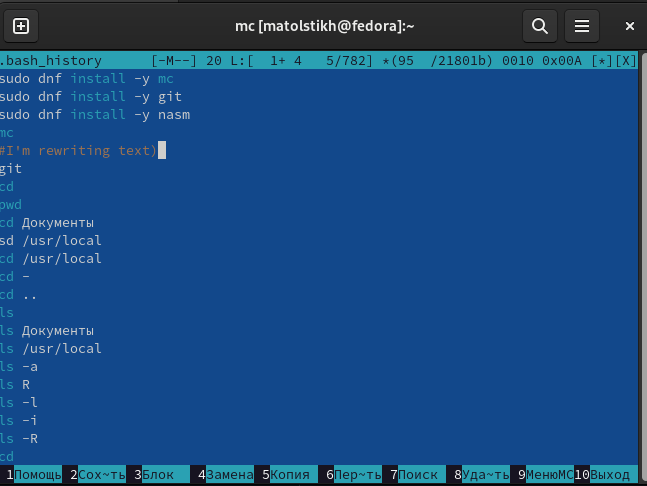 mc [matolstikh@fedora]:~
.bash_history [-M--] 20 L:[ 1+ 4 5/782] *(95 /21801b) 0010 0x00A [*][X]
sudo dnf install -y mc
sudo dnf install -y git
sudo dnf install -y nasm
mc
#I'm rewriting text)
git
cd
pwd
cd Документы
sd /usr/local
cd /usr/local
cd -
cd ..
ls
ls Документы
ls /usr/local
ls -a
ls R
ls -l
ls -i
ls -R
cd
1Помощь 2Сох~ть 3Блок 4Замена 5Копия 6Пер~ть 7Поиск 8Уда~ть 9МенюMC 10Выход